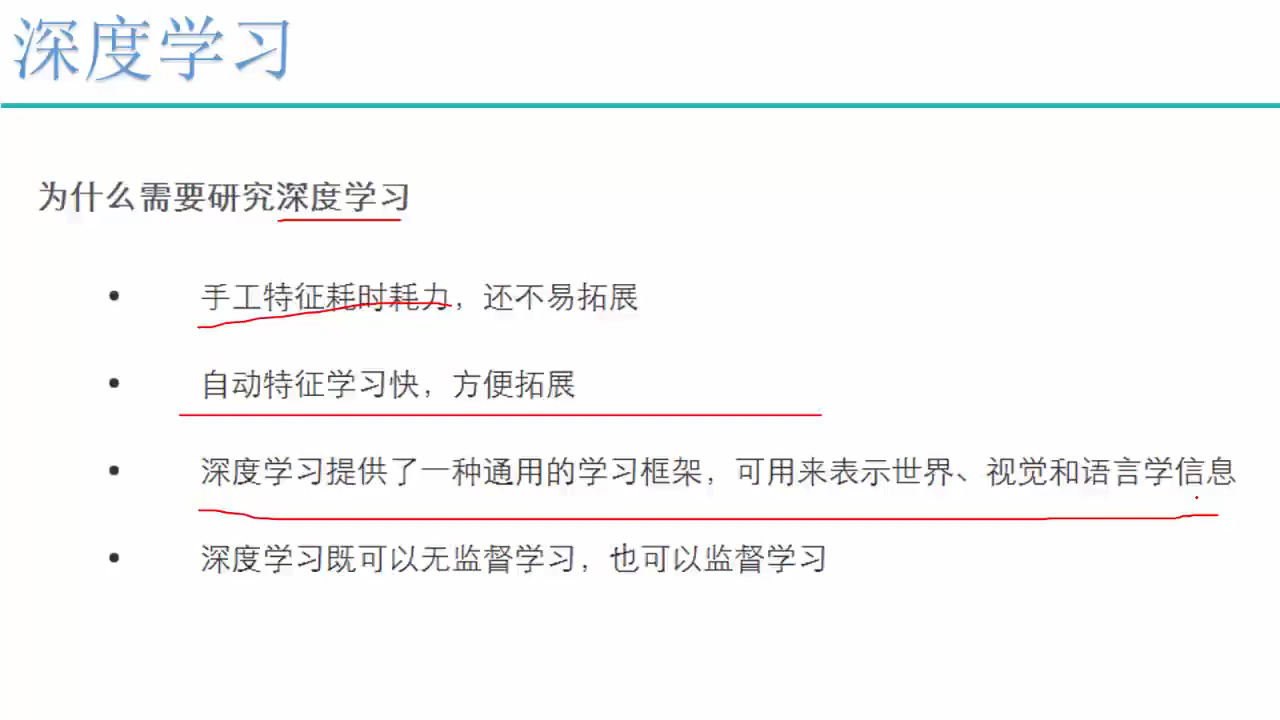 深度学习
为什么需要研究深度学习
• 手工特征耗时耗力，还不易拓展
• 自动特征学习快，方便拓展
• 深度学习提供了一种通用的学习框架，可用来表示世界、视觉和语言学信息
• 深度学习既可以无监督学习，也可以监督学习